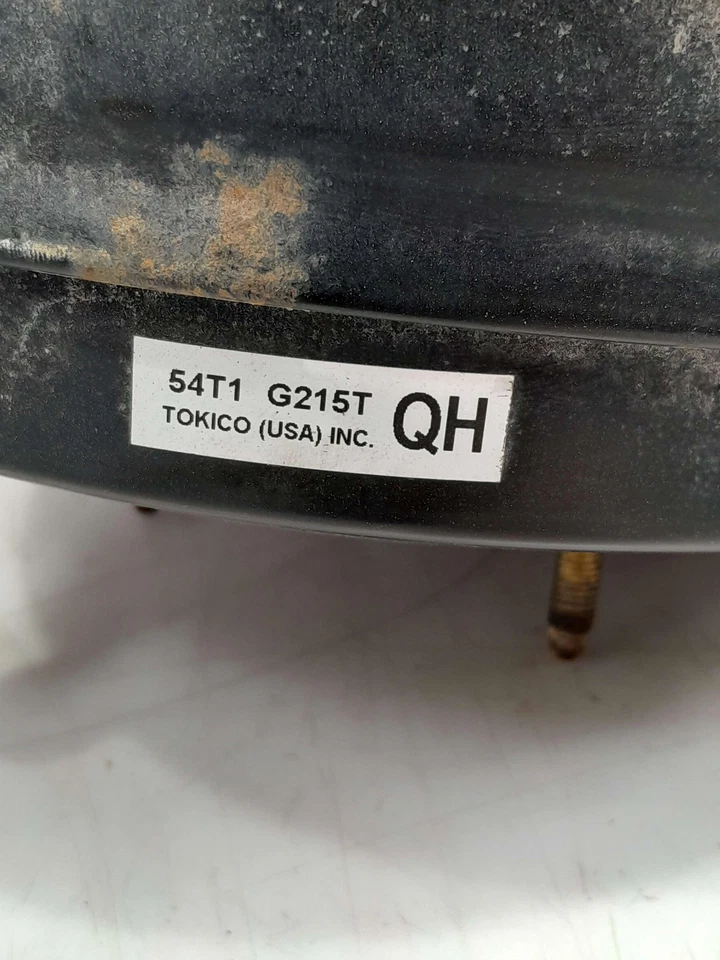 54T1 G215T QH
TOKICO (USA) INC.